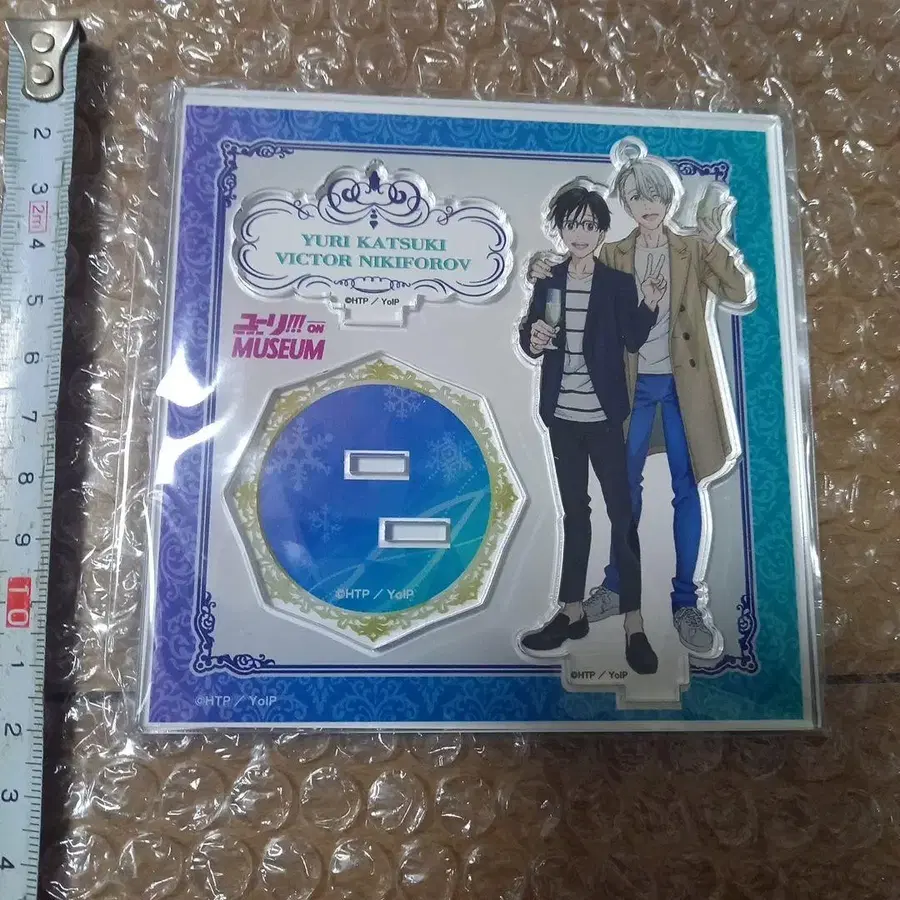 2
3
2m
4
5
6
7
8
9
10
1
2
3
4
YURI KATSUKI
VICTOR NIKIFOROV
©HTP / YoIP
ユーリ!!! ON
MUSEUM
©HTP / YoIP
©HTP / YoIP
©HTP / YoIP